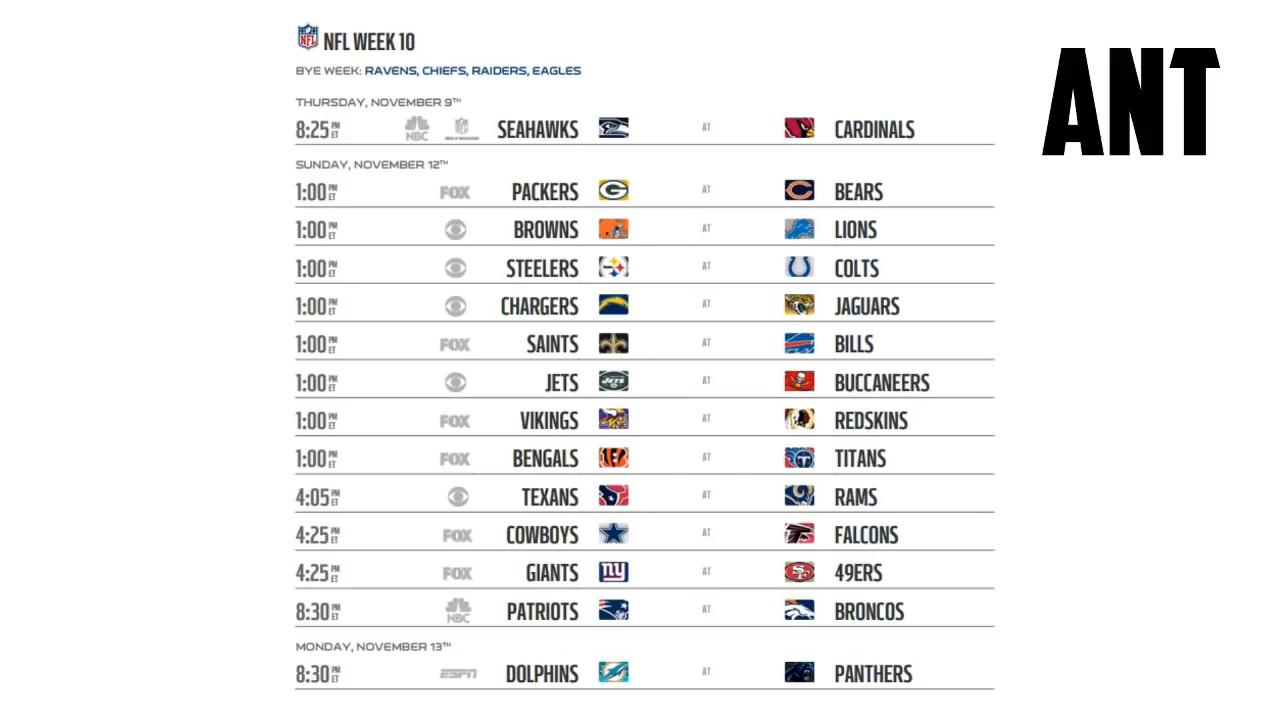 NFL NFL WEEK 10
ANT
BYE WEEK: RAVENS, CHIEFS, RAIDERS, EAGLES
THURSDAY, NOVEMBER 9TH
8:25 PM ET NBC NFL SEAHAWKS AT CARDINALS
SUNDAY, NOVEMBER 12TH
1:00 PM ET FOX PACKERS G AT C BEARS
1:00 PM ET BROWNS AT LIONS
1:00 PM ET STEELERS AT COLTS
1:00 PM ET CHARGERS AT JAGUARS
1:00 PM ET FOX SAINTS AT BILLS
1:00 PM ET JETS JETS AT BUCCANEERS
1:00 PM ET FOX VIKINGS AT REDSKINS
1:00 PM ET FOX BENGALS AT T TITANS
4:05 PM ET TEXANS AT RAMS
4:25 PM ET FOX COWBOYS AT FALCONS
4:25 PM ET FOX GIANTS ny AT SF 49ERS
8:30 PM ET NBC PATRIOTS AT BRONCOS
MONDAY, NOVEMBER 13TH
8:30 PM ET ESPN DOLPHINS AT PANTHERS